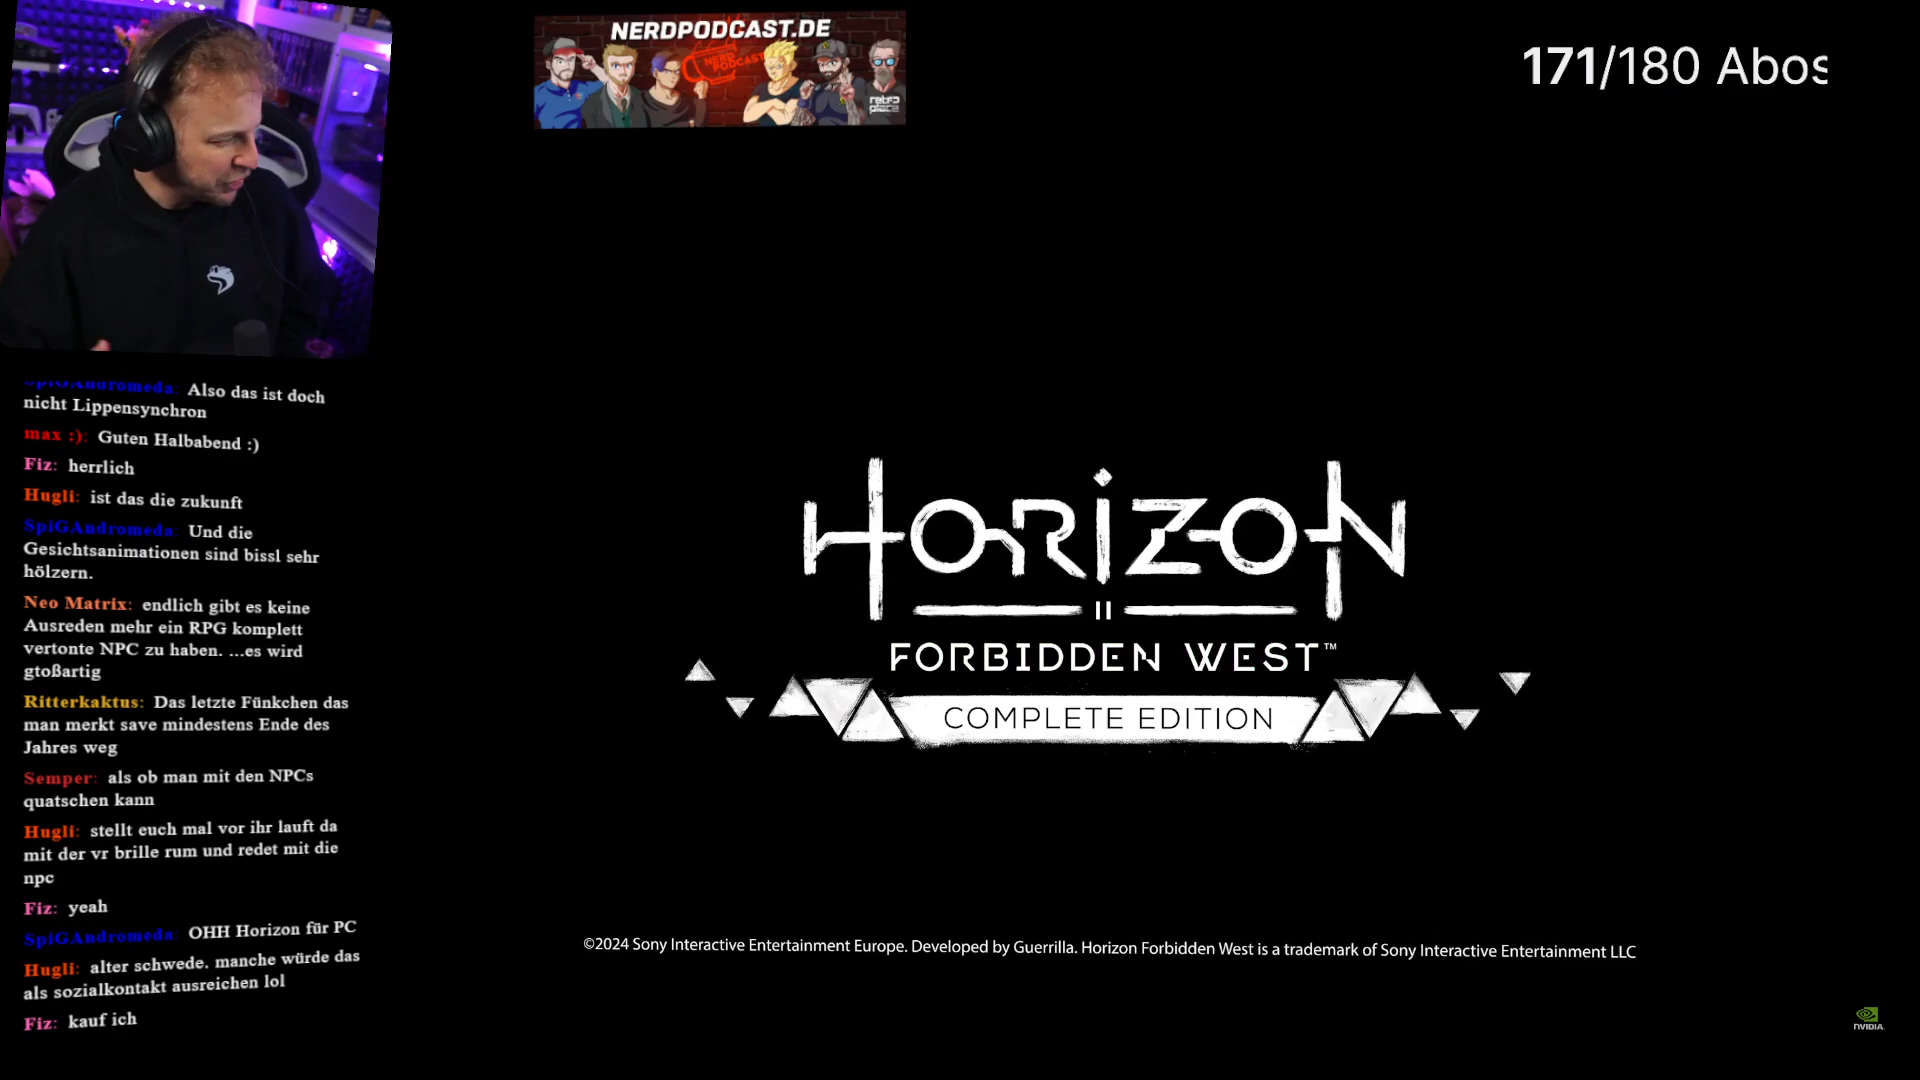 NERDPODCAST.DE
NERD
PODCAST
retro
place
171/180 Abos
SpiGAndromeda: Also das ist doch
nicht Lippensynchron
max :): Guten Halbabend :)
Fiz: herrlich
Hugli: ist das die zukunft
SpiGAndromeda: Und die
Gesichtsanimationen sind bissl sehr
hölzern.
Neo Matrix: endlich gibt es keine
Ausreden mehr ein RPG komplett
vertonte NPC zu haben. ...es wird
gtoßartig
Ritterkaktus: Das letzte Fünkchen das
man merkt save mindestens Ende des
Jahres weg
Semper: als ob man mit den NPCs
quatschen kann
Hugli: stellt euch mal vor ihr lauft da
mit der vr brille rum und redet mit die
npc
Fiz: yeah
SpiGAndromeda: OHH Horizon für PC
Hugli: alter schwede. manche würde das
als sozialkontakt ausreichen lol
Fiz: kauf ich
HORIZON
II
FORBIDDEN WEST™
COMPLETE EDITION
©2024 Sony Interactive Entertainment Europe. Developed by Guerrilla. Horizon Forbidden West is a trademark of Sony Interactive Entertainment LLC
NVIDIA.